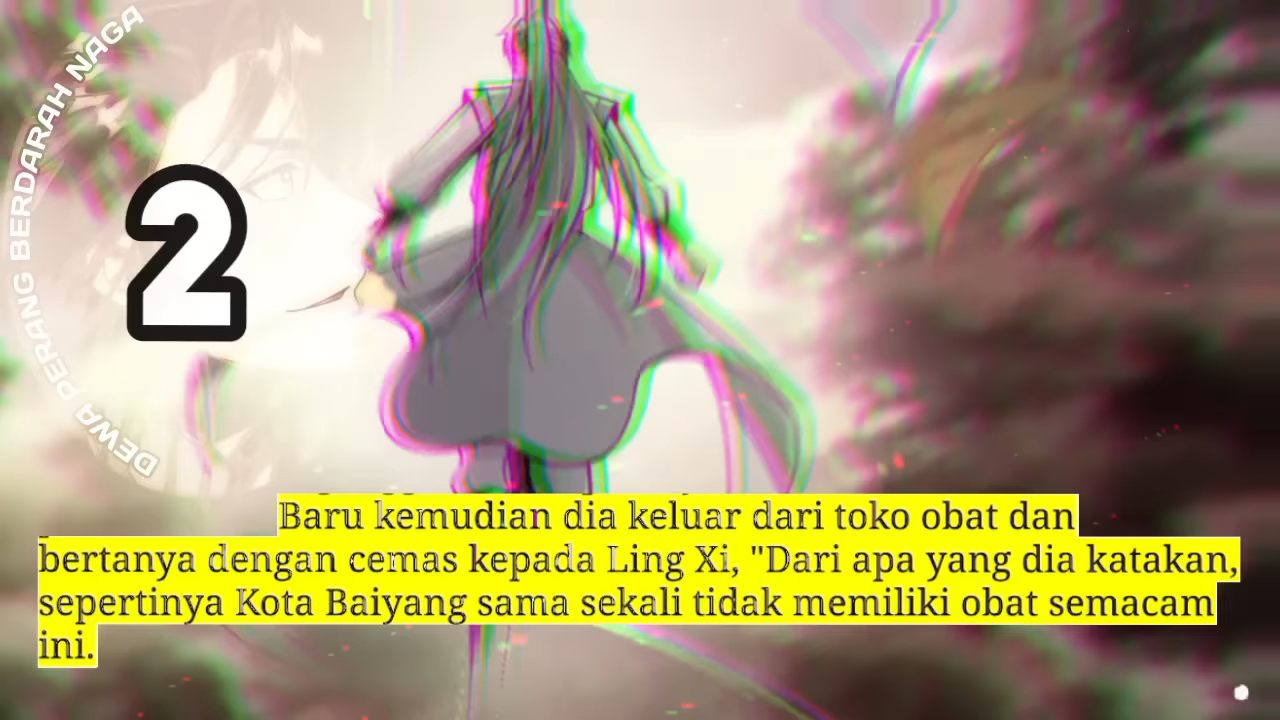 DEWA PERANG BERDARAH NAGA
2
Baru kemudian dia keluar dari toko obat dan
bertanya dengan cemas kepada Ling Xi, "Dari apa yang dia katakan,
sepertinya Kota Baiyang sama sekali tidak memiliki obat semacam
ini.